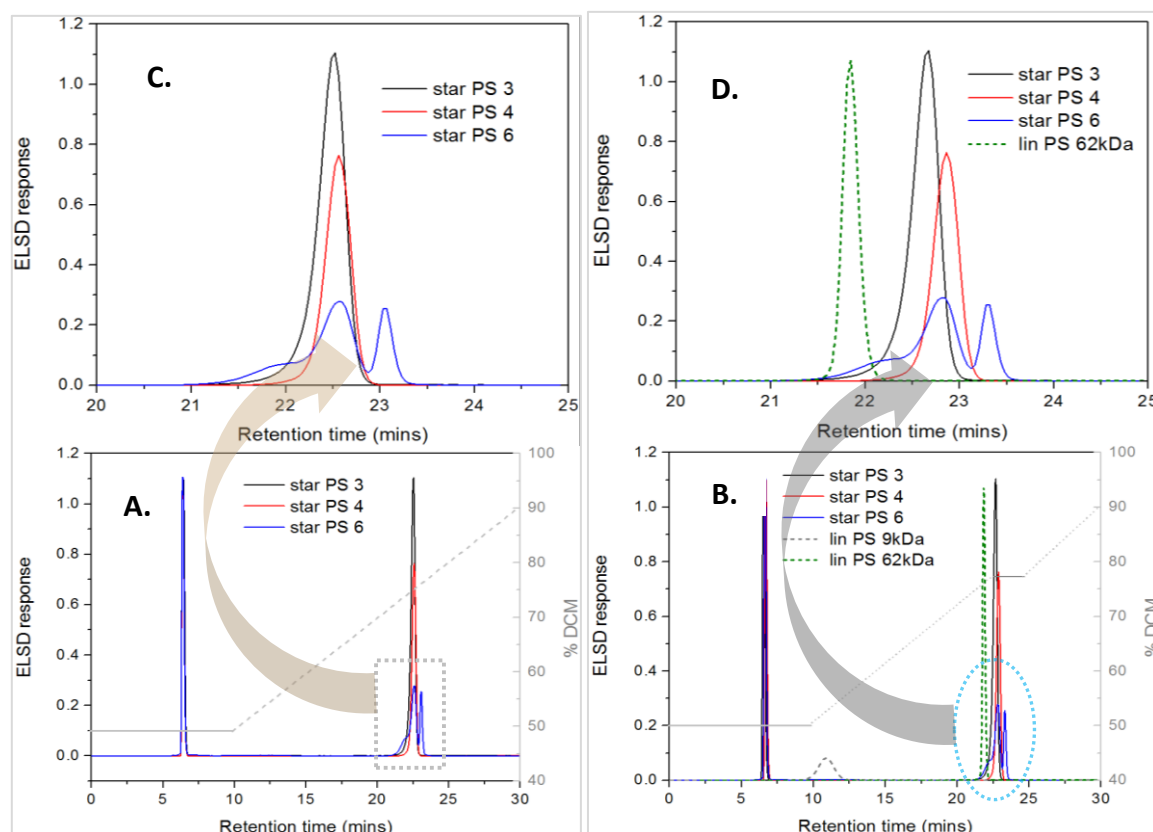 C.
1.2
1.0
0.8
0.6
0.4
0.2
0.0
ELSD response
star PS 3
star PS 4
star PS 6
20 21 22 23 24 25
Retention time (mins)
D.
1.2
1.0
0.8
0.6
0.4
0.2
0.0
ELSD response
star PS 3
star PS 4
star PS 6
lin PS 62kDa
20 21 22 23 24 25
Retention time (mins)
A.
1.2
1.0
0.8
0.6
0.4
0.2
0.0
ELSD response
star PS 3
star PS 4
star PS 6
100
90
80
70
60
50
40
% DCM
0 5 10 15 20 25 30
Retention time (mins)
B.
1.2
1.0
0.8
0.6
0.4
0.2
0.0
ELSD response
star PS 3
star PS 4
star PS 6
lin PS 9kDa
lin PS 62kDa
100
90
80
70
60
50
40
% DCM
0 5 10 15 20 25 30
Retention time (mins)